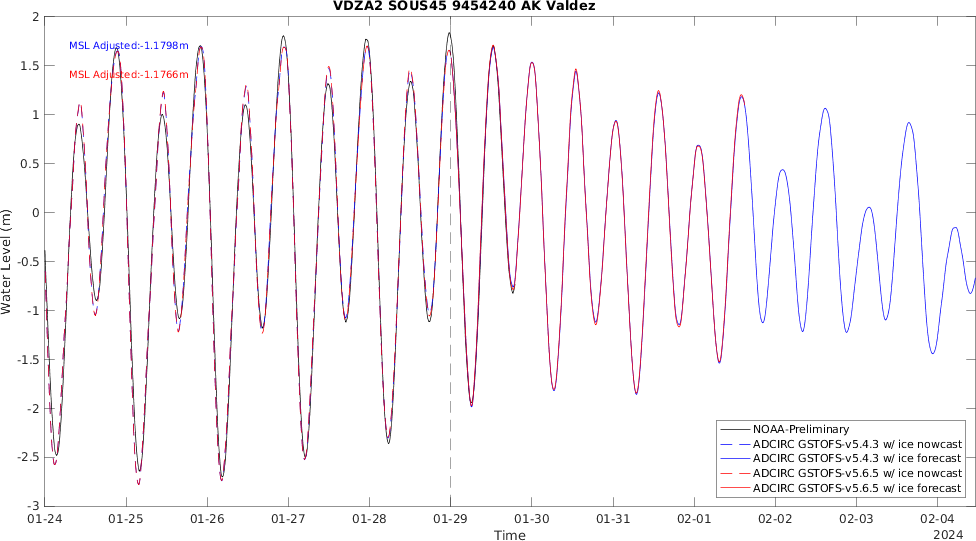 VDZA2 SOUS45 9454240 AK Valdez
MSL Adjusted:-1.1798m
MSL Adjusted:-1.1766m
2
1.5
1
0.5
0
-0.5
-1
-1.5
-2
-2.5
-3
Water Level (m)
01-24 01-25 01-26 01-27 01-28 01-29 01-30 01-31 02-01 02-02 02-03 02-04
Time
2024
NOAA-Preliminary
ADCIRC GSTOFS-v5.4.3 w/ ice nowcast
ADCIRC GSTOFS-v5.4.3 w/ ice forecast
ADCIRC GSTOFS-v5.6.5 w/ ice nowcast
ADCIRC GSTOFS-v5.6.5 w/ ice forecast